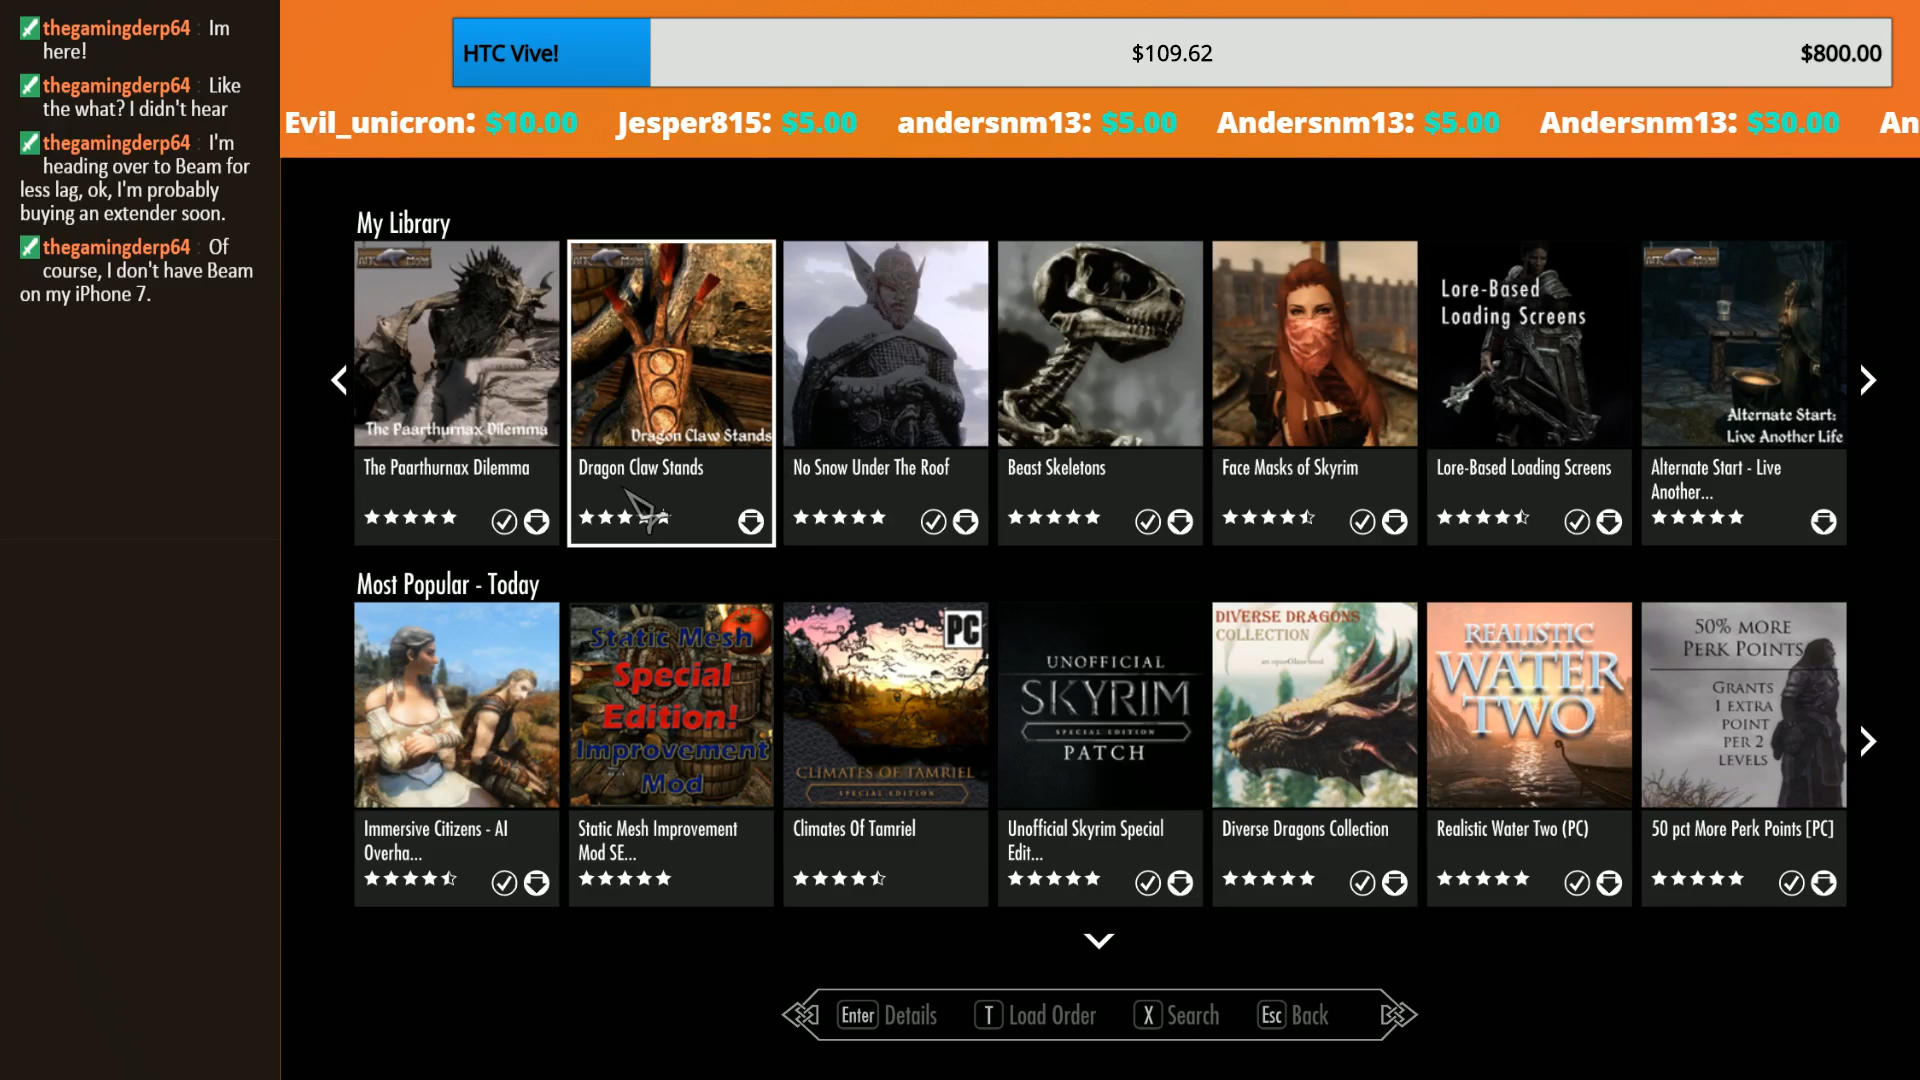 thegamingderp64 : Im
here!
thegamingderp64 : Like
the what? I didn't hear
thegamingderp64 : I'm
heading over to Beam for
less lag, ok, I'm probably
buying an extender soon.
thegamingderp64 : Of
course, I don't have Beam
on my iPhone 7.
HTC Vive! $109.62 $800.00
Evil_unicron: $10.00 Jesper815: $5.00 andersnm13: $5.00 Andersnm13: $5.00 Andersnm13: $30.00 An
My Library
The Paarthurnax Dilemma
Dragon Claw Stands
Lore-Based
Loading Screens
Alternate Start:
Live Another Life
The Paarthurnax Dilemma
Dragon Claw Stands
No Snow Under The Roof
Beast Skeletons
Face Masks of Skyrim
Lore-Based Loading Screens
Alternate Start - Live
Another...
Most Popular - Today
Static Mesh
Special
Edition!
Improvement
Mod
PC
CLIMATES OF TAMRIEL
SPECIAL EDITION
UNOFFICIAL
SKYRIM
SPECIAL EDITION
PATCH
DIVERSE DRAGONS
COLLECTION
REALISTIC
WATER
TWO
50% MORE
PERK POINTS
GRANTS
1 EXTRA
POINT
PER 2
LEVELS
Immersive Citizens - AI
Overha...
Static Mesh Improvement
Mod SE...
Climates Of Tamriel
Unofficial Skyrim Special
Edit...
Diverse Dragons Collection
Realistic Water Two (PC)
50 pct More Perk Points [PC]
Enter Details T Load Order X Search Esc Back